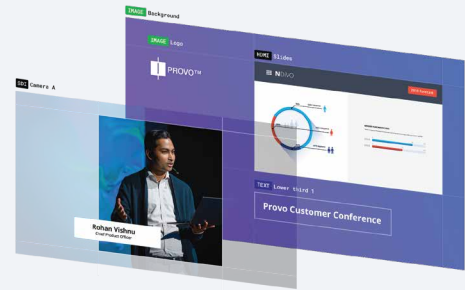 IMAGE Background
IMAGE Logo
PROVO™
HDMI Slides
NDIVO
SDI Camera A
TEXT Lower third 1
Provo Customer Conference
Rohan Vishnu
Chief Product Officer